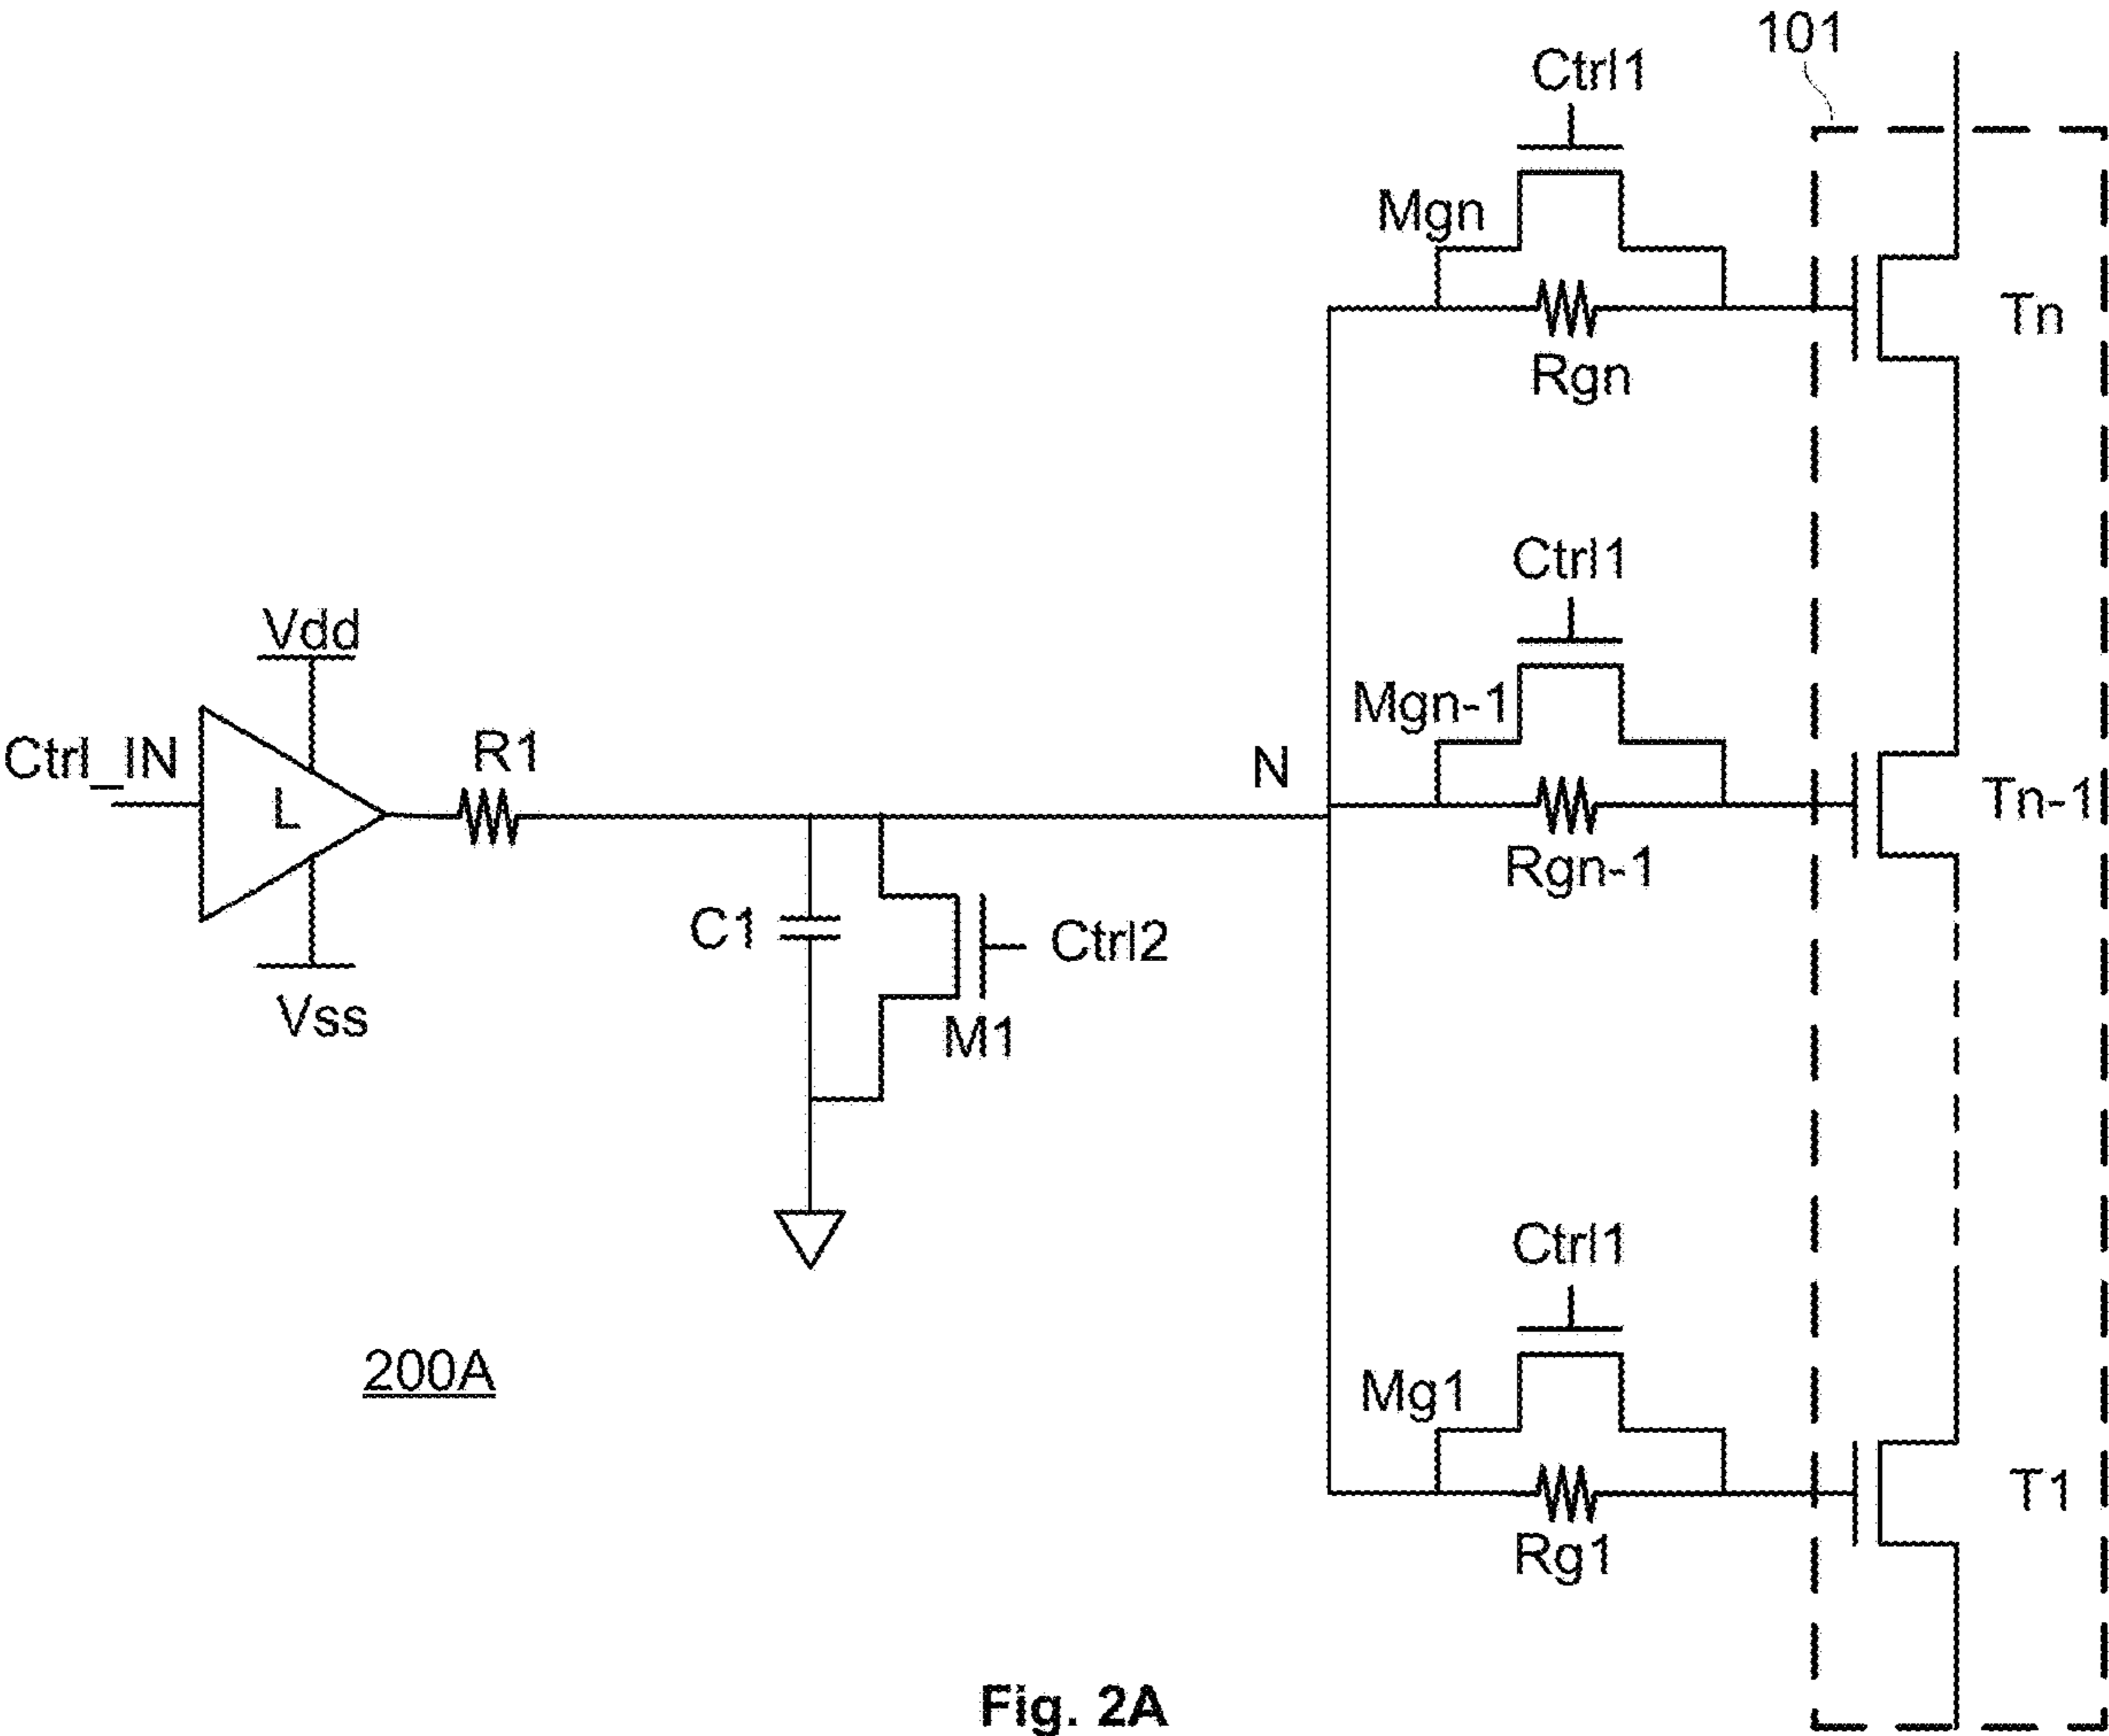 101
Ctrl1
Mgn
Tn
Rgn
Ctrl1
Vdd
Mgn-1
Ctrl_IN
R1
N
Tn-1
L
Rgn-1
C1
Ctrl2
Vss
M1
Ctrl1
200A
Mg1
T1
Rg1
Fig. 2A